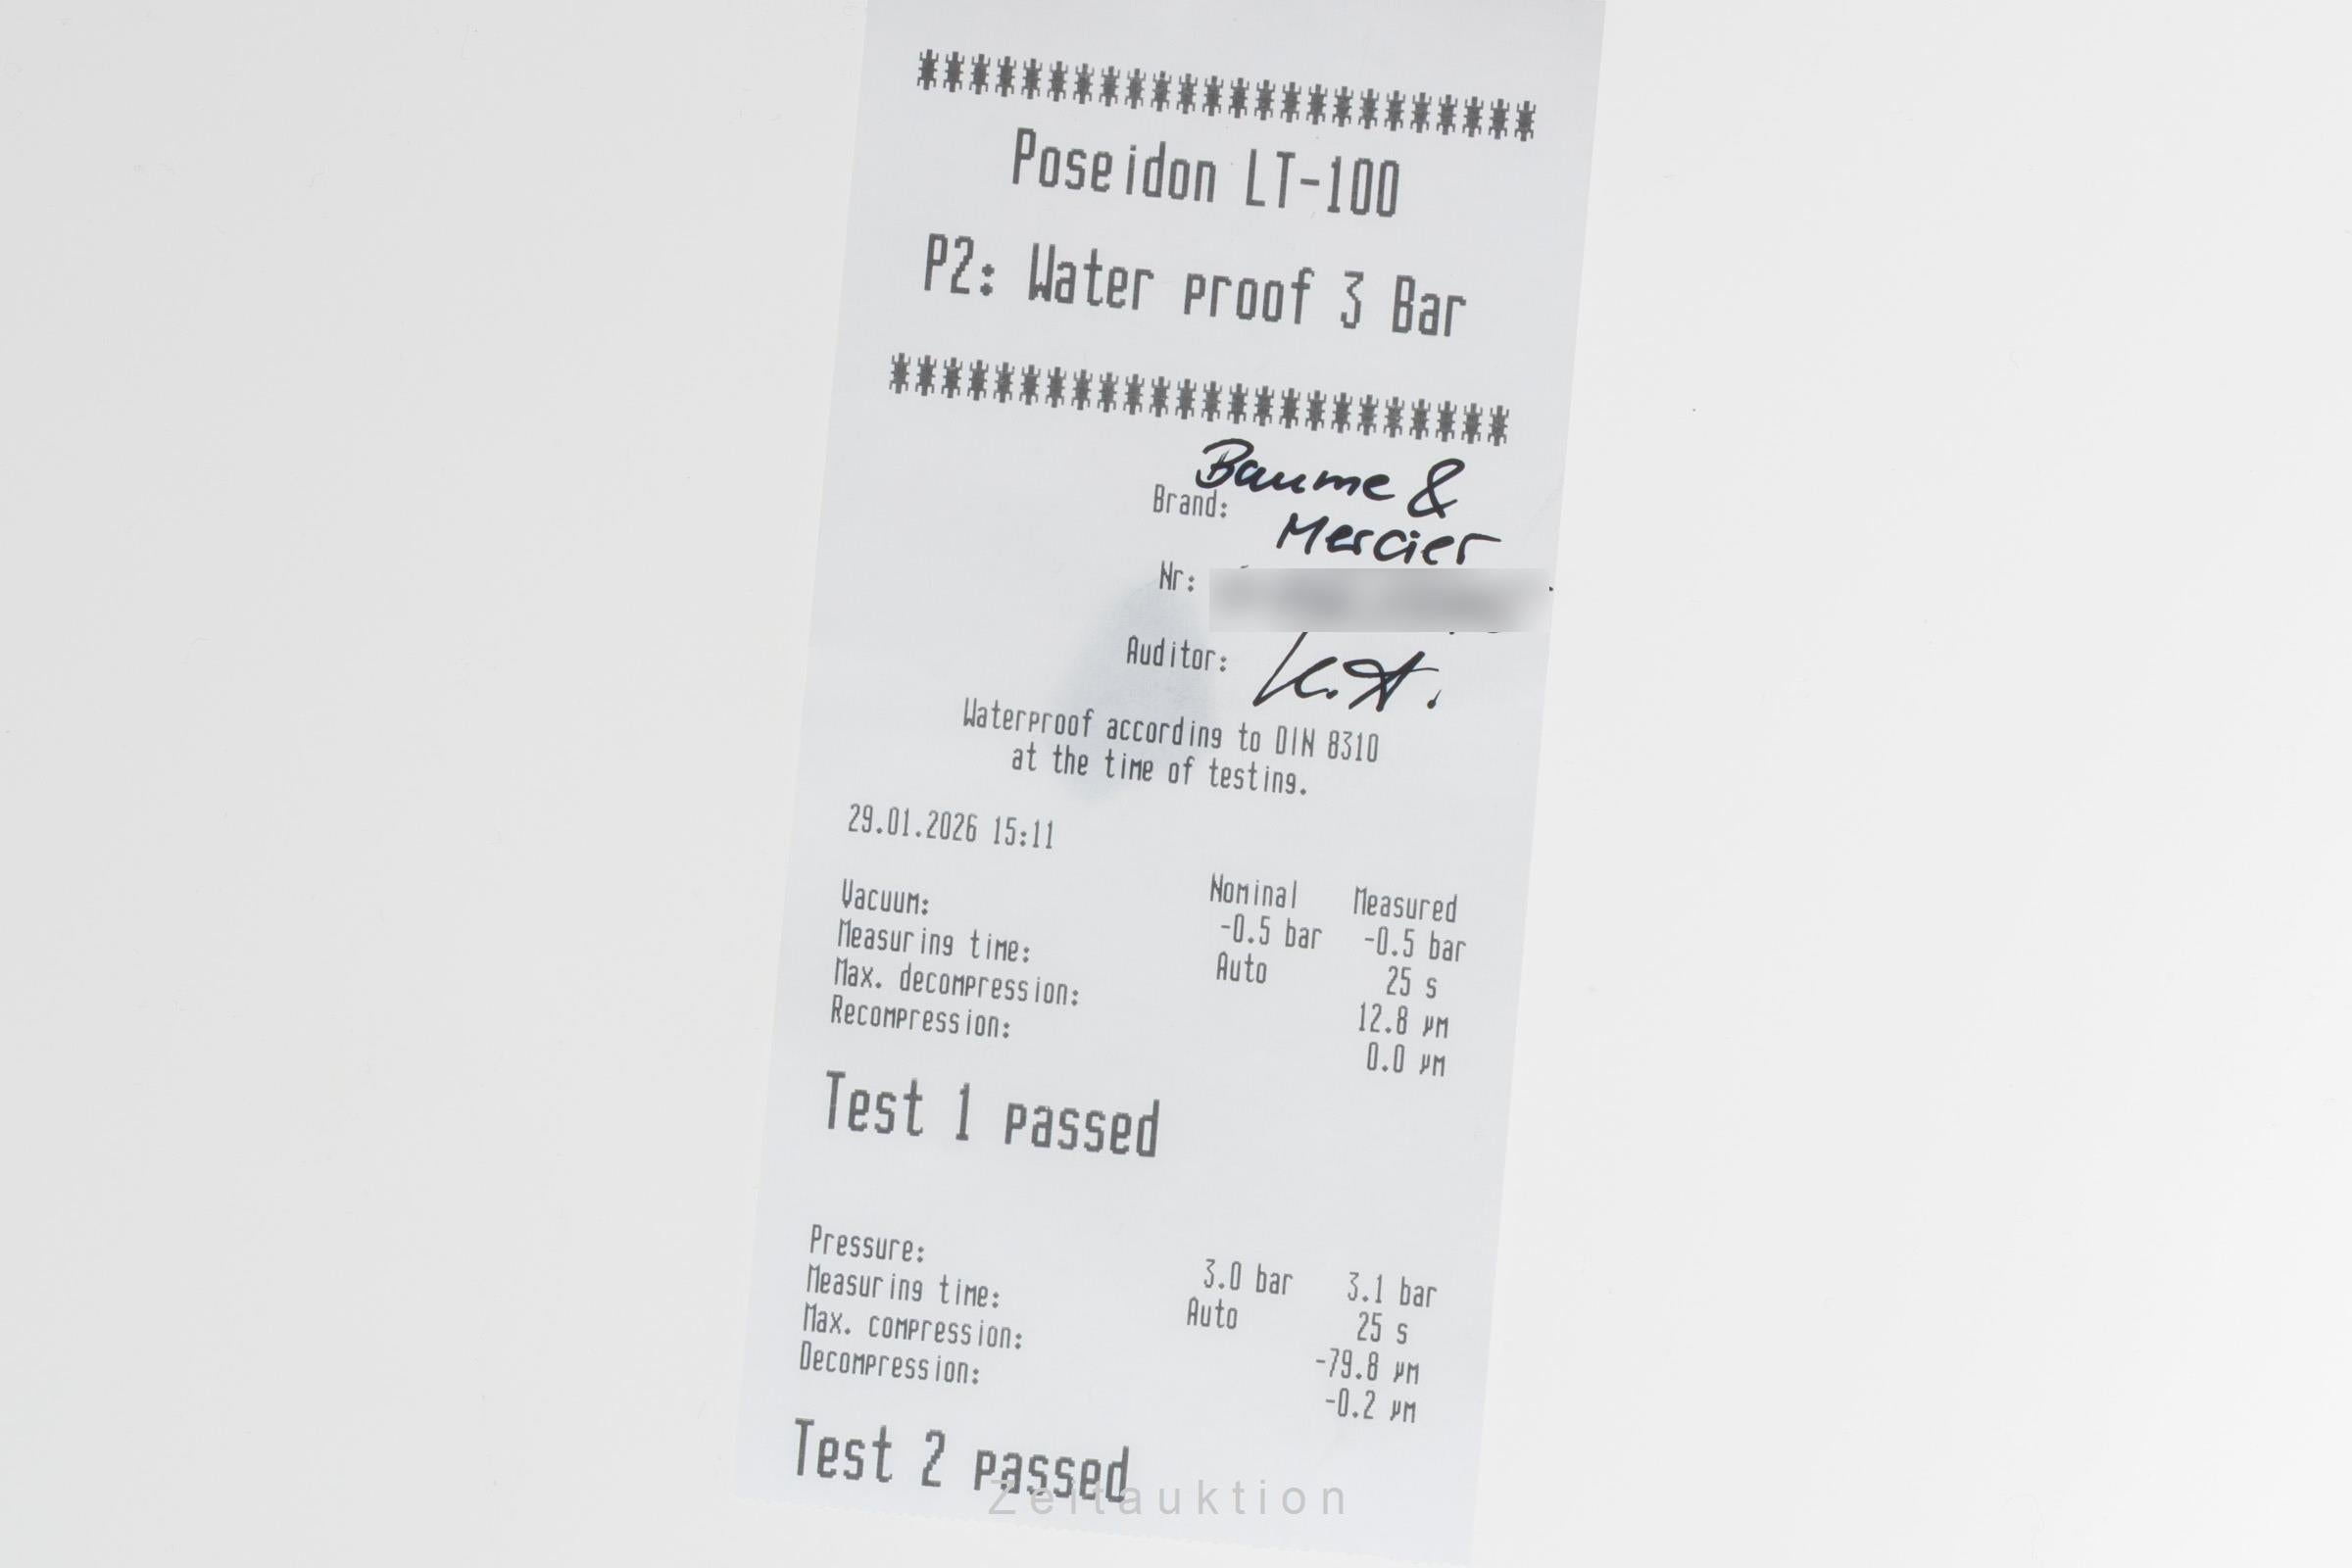 ************************
Poseidon LT-100
P2: Water proof 3 Bar
************************
Brand: Baume &
Mercier
Nr:
Auditor: K.A.
Waterproof according to DIN 8310
at the time of testing.
29.01.2026 15:11
Nominal Measured
Vacuum: -0.5 bar -0.5 bar
Measuring time: Auto 25 s
Max. decompression: 12.8 µm
Recompression: 0.0 µm
Test 1 passed
Pressure: 3.0 bar 3.1 bar
Measuring time: Auto 25 s
Max. compression: -79.8 µm
Decompression: -0.2 µm
Test 2 passed
Zeitauktion